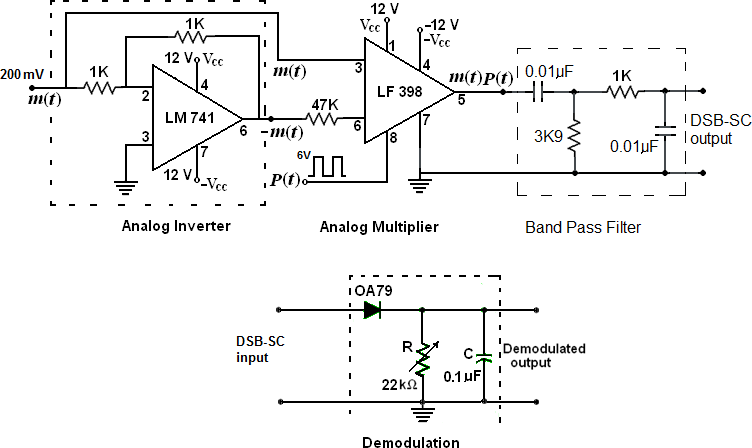 200 mV
m(t)
1K
1K
12 V Vcc
2
4
LM 741
3
6
7
12 V -Vcc
-m(t)
47K
m(t)
3
6
12 V
Vcc
1
-12 V
-Vcc
4
LF 398
5
7
8
6V
P(t)
m(t)P(t)
0.01µF
1K
3K9
0.01µF
DSB-SC
output
Analog Inverter
Analog Multiplier
Band Pass Filter
OA79
DSB-SC
input
R
22kΩ
C
0.1µF
Demodulated
output
Demodulation